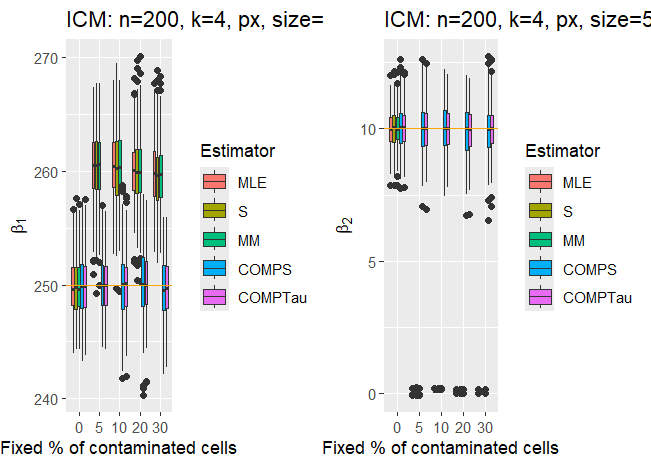 ICM: n=200, k=4, px, size=
270
260
250
240
β1
0 5 10 20 30
Fixed % of contaminated cells
Estimator
MLE
S
MM
COMPS
COMPTau
ICM: n=200, k=4, px, size=5
10
5
0
β2
0 5 10 20 30
Fixed % of contaminated cells
Estimator
MLE
S
MM
COMPS
COMPTau